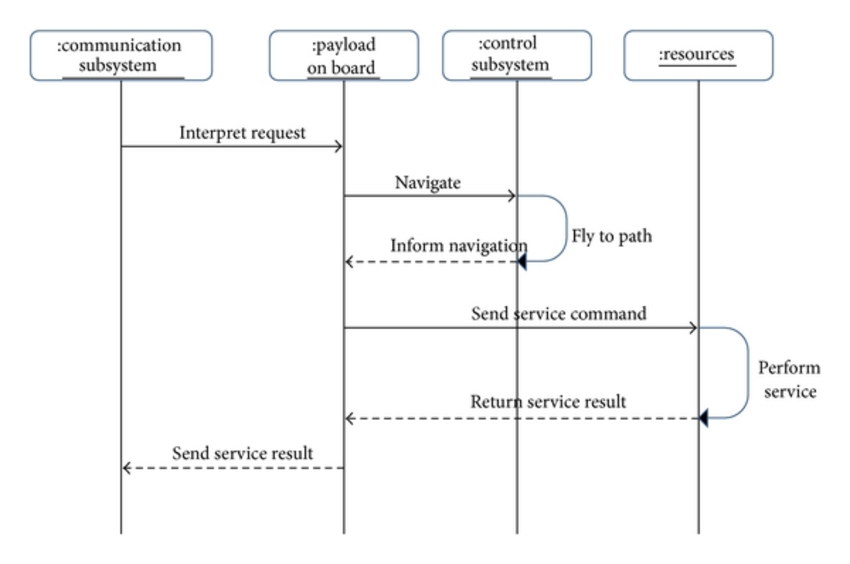 :communication
subsystem
:payload
on board
:control
subsystem
:resources
Interpret request
Navigate
Fly to path
Inform navigation
Send service command
Perform
service
Return service result
Send service result